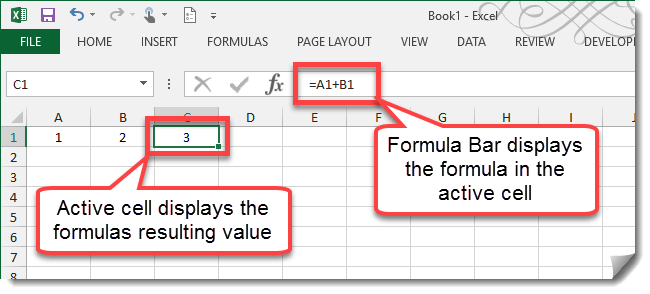 Book1 - Excel
FILE HOME INSERT FORMULAS PAGE LAYOUT VIEW DATA REVIEW DEVELOPE
C1 fx =A1+B1
A B C D E F G H I J
1 1 2 3
2
3
4
5
6
7
8
Formula Bar displays
the formula in the
active cell
Active cell displays the
formulas resulting value